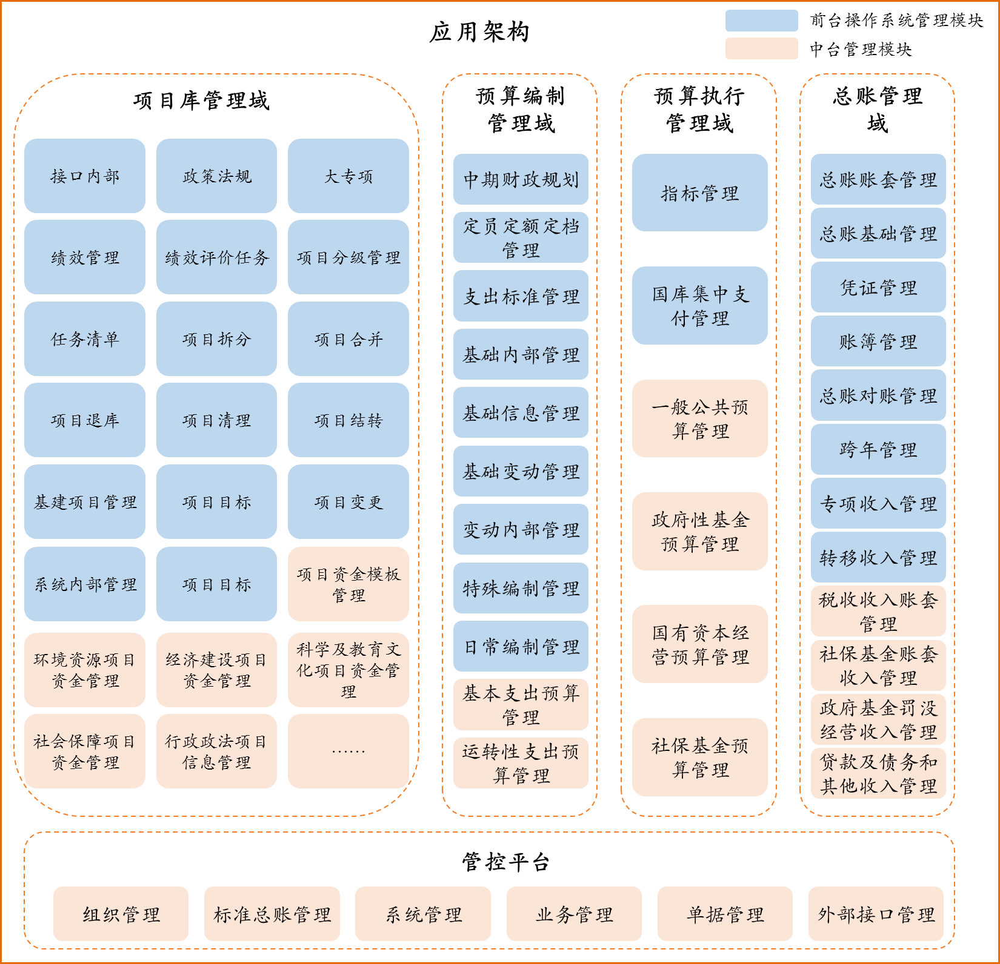 应用架构
前台操作系统管理模块
中台管理模块
项目库管理域
接口内部
政策法规
大专项
绩效管理
绩效评价任务
项目分级管理
任务清单
项目拆分
项目合并
项目退库
项目清理
项目结转
基建项目管理
项目目标
项目变更
系统内部管理
项目目标
项目资金模板
管理
环境资源项目
资金管理
经济建设项目
资金管理
科学及教育文
化项目资金管
理
社会保障项目
资金管理
行政政法项目
信息管理
……
预算编制
管理域
中期财政规划
定员定额定档
管理
支出标准管理
基础内部管理
基础信息管理
基础变动管理
变动内部管理
特殊编制管理
日常编制管理
基本支出预算
管理
运转性支出预
算管理
预算执行
管理域
指标管理
国库集中支
付管理
一般公共预
算管理
政府性基金
预算管理
国有资本经
营预算管理
社保基金预
算管理
总账管理
域
总账账套管理
总账基础管理
凭证管理
账簿管理
总账对账管理
跨年管理
专项收入管理
转移收入管理
税收收入账套
管理
社保基金账套
收入管理
政府基金罚没
经营收入管理
贷款及债务和
其他收入管理
管控平台
组织管理
标准总账管理
系统管理
业务管理
单据管理
外部接口管理